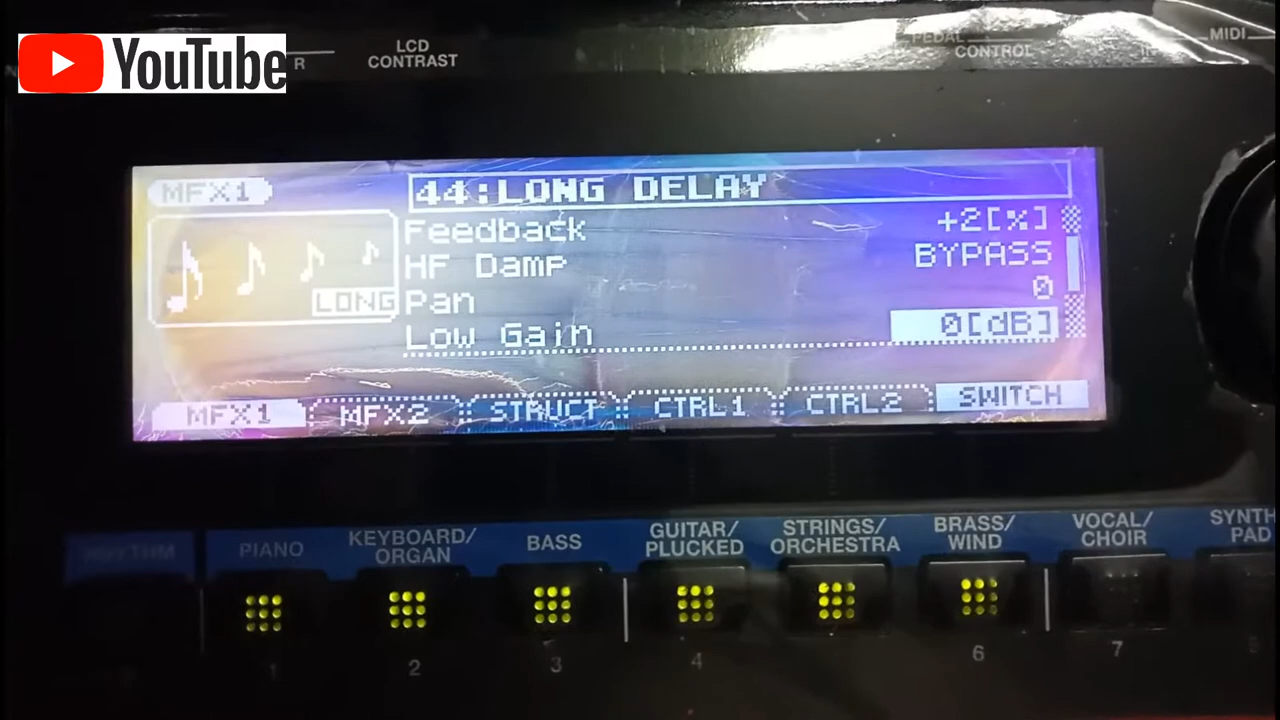 YouTube
R
LCD
CONTRAST
PEDAL
CONTROL
MIDI
MFX1
44:LONG DELAY
Feedback +2[%]
HF Damp BYPASS
Pan 0
LONG
Low Gain 0[dB]
MFX1 MFX2 STRUCT CTRL1 CTRL2 SWITCH
RHYTHM
PIANO
KEYBOARD/
ORGAN
BASS
GUITAR/
PLUCKED
STRINGS/
ORCHESTRA
BRASS/
WIND
VOCAL/
CHOIR
SYNTH
PAD
1 2 3 4 6 7 8